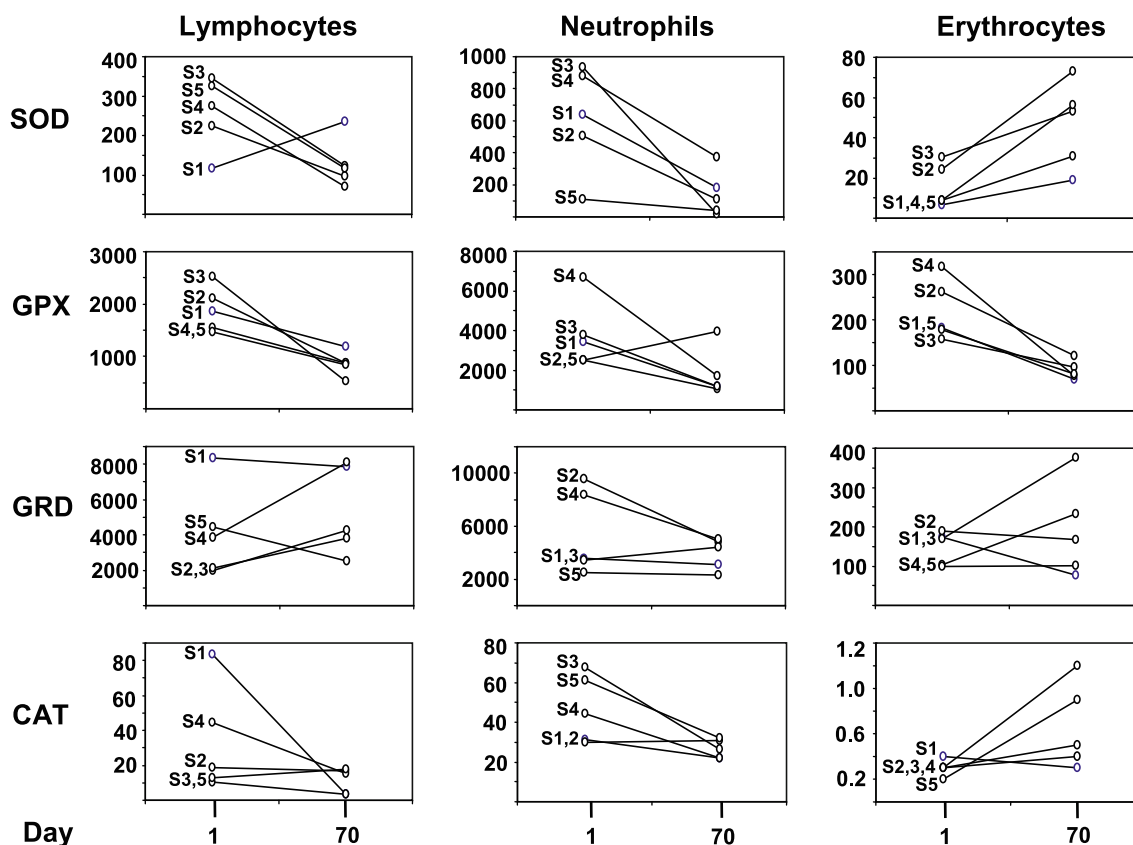 Lymphocytes Neutrophils Erythrocytes
SOD
400
300
200
100
S3
S5
S4
S2
S1
1000
800
600
400
200
S3
S4
S1
S2
S5
80
60
40
20
S3
S2
S1,4,5
GPX
3000
2000
1000
S3
S2
S1
S4,5
8000
6000
4000
2000
S4
S3
S1
S2,5
300
200
100
S4
S2
S1,5
S3
GRD
8000
6000
4000
2000
S1
S5
S4
S2,3
10000
6000
2000
S2
S4
S1,3
S5
400
300
200
100
S2
S1,3
S4,5
CAT
80
60
40
20
S1
S4
S2
S3,5
80
60
40
20
S3
S5
S4
S1,2
1.2
1.0
0.6
0.2
S1
S2,3,4
S5
Day 1 70 1 70 1 70